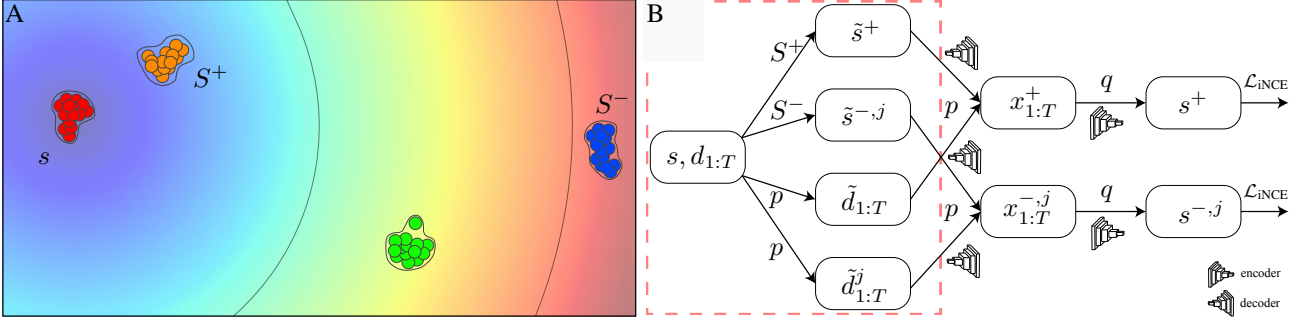 A
S⁺
s
S⁻
B
s, d₁:T
S⁺
S⁻
p
p
s̃⁺
s̃⁻,ʲ
d̃₁:T
d̃ʲ₁:T
p
p
x⁺₁:T
x⁻,ʲ₁:T
q
q
s⁺
s⁻,ʲ
ℒiNCE
ℒiNCE
encoder
decoder